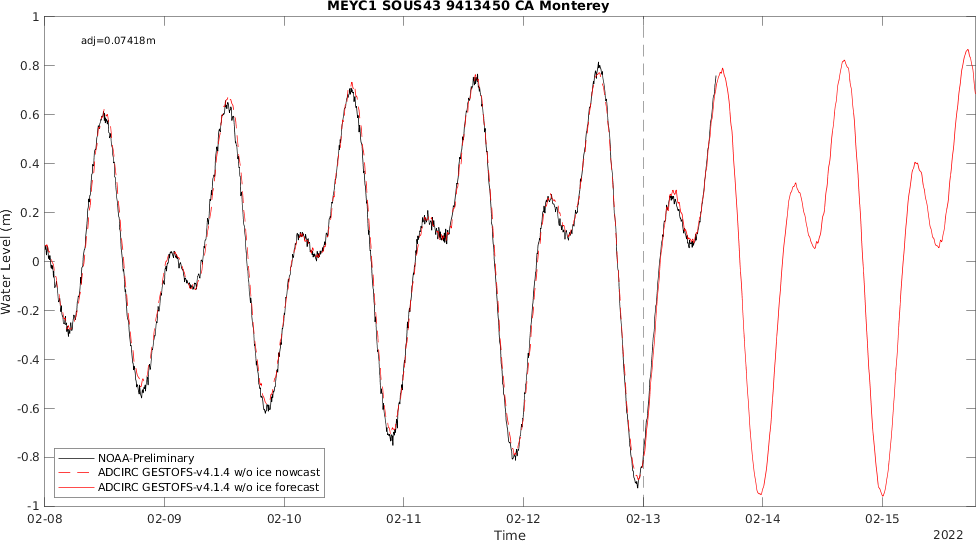 MEYC1 SOUS43 9413450 CA Monterey
adj=0.07418m
Water Level (m)
1
0.8
0.6
0.4
0.2
0
-0.2
-0.4
-0.6
-0.8
-1
NOAA-Preliminary
ADCIRC GESTOFS-v4.1.4 w/o ice nowcast
ADCIRC GESTOFS-v4.1.4 w/o ice forecast
02-08 02-09 02-10 02-11 02-12 02-13 02-14 02-15
Time
2022